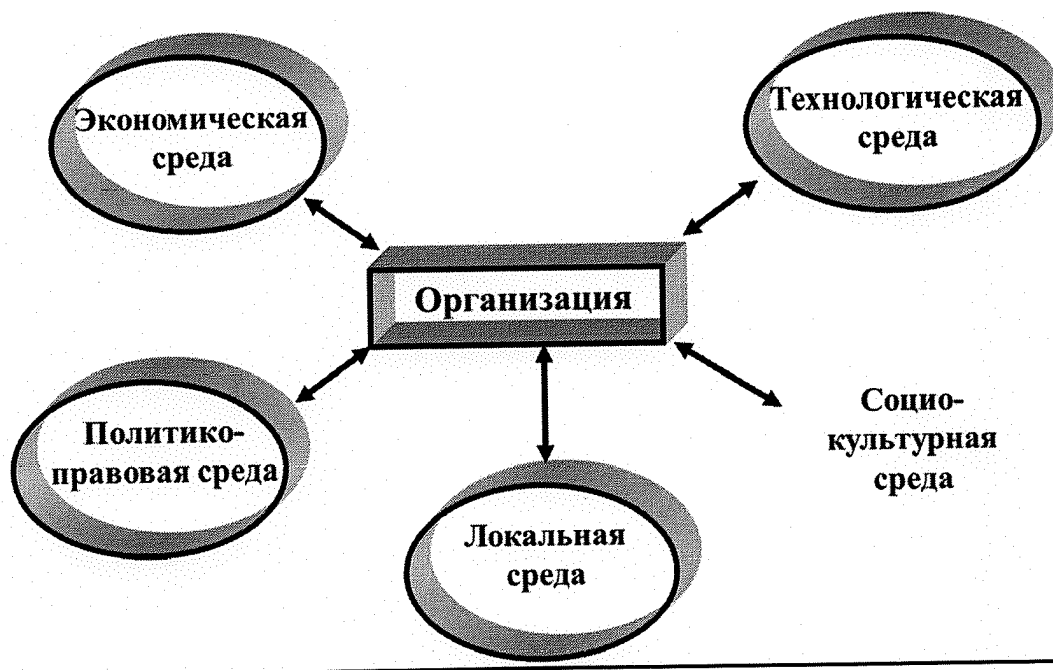 Экономическая
среда
Технологическая
среда
Организация
Политико-
правовая среда
Социо-
культурная
среда
Локальная
среда